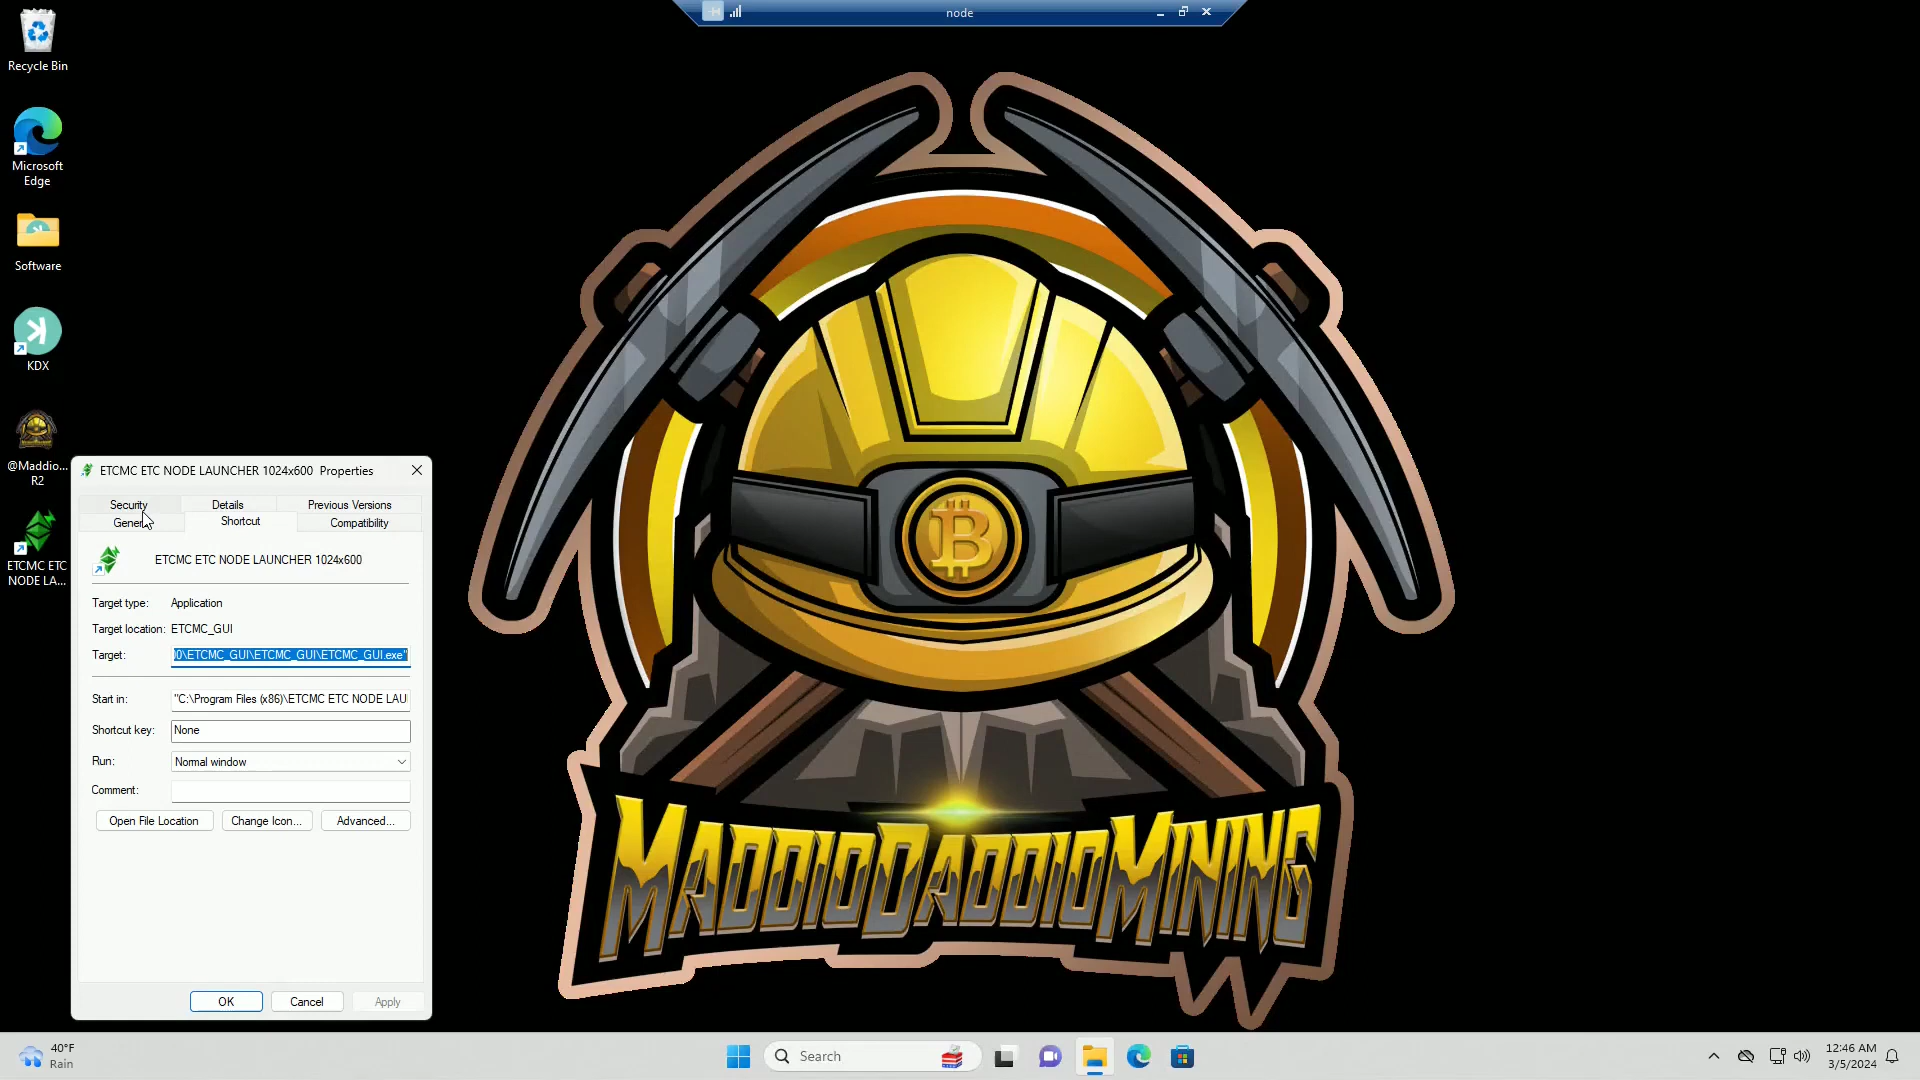 node
Recycle Bin
Microsoft
Edge
Software
KDX
@Maddio...
R2
ETCMC ETC
NODE LA...
ETCMC ETC NODE LAUNCHER 1024x600 Properties
Security
Details
Previous Versions
Shortcut
Compatibility
ETCMC ETC NODE LAUNCHER 1024x600
Target type: Application
Target location: ETCMC_GUI
Target: 00\ETCMC_GUI\ETCMC_GUI\ETCMC_GUI.exe"
Start in: "C:\Program Files (x86)\ETCMC ETC NODE LAU
Shortcut key: None
Run: Normal window
Comment:
Open File Location
Change Icon...
Advanced...
OK
Cancel
Apply
B
MADDIODADDIOMINING
40°F
Rain
Search
12:46 AM
3/5/2024